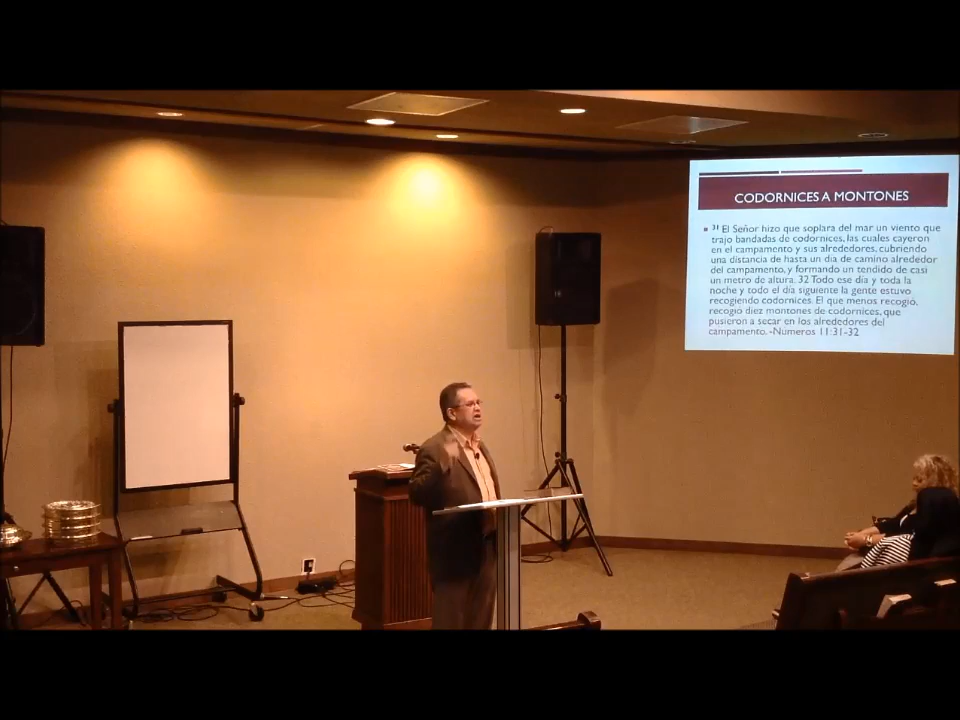 CODORNICES A MONTONES
31 El Señor hizo que soplara del mar un viento que
trajo bandadas de codornices, las cuales cayeron
en el campamento y sus alrededores, cubriendo
una distancia de hasta un día de camino alrededor
del campamento, y formando un tendido de casi
un metro de altura. 32 Todo ese día y toda la
noche y todo el día siguiente la gente estuvo
recogiendo codornices. El que menos recogió,
recogió diez montones de codornices, que
pusieron a secar en los alrededores del
campamento. -Numeros 11:31-32